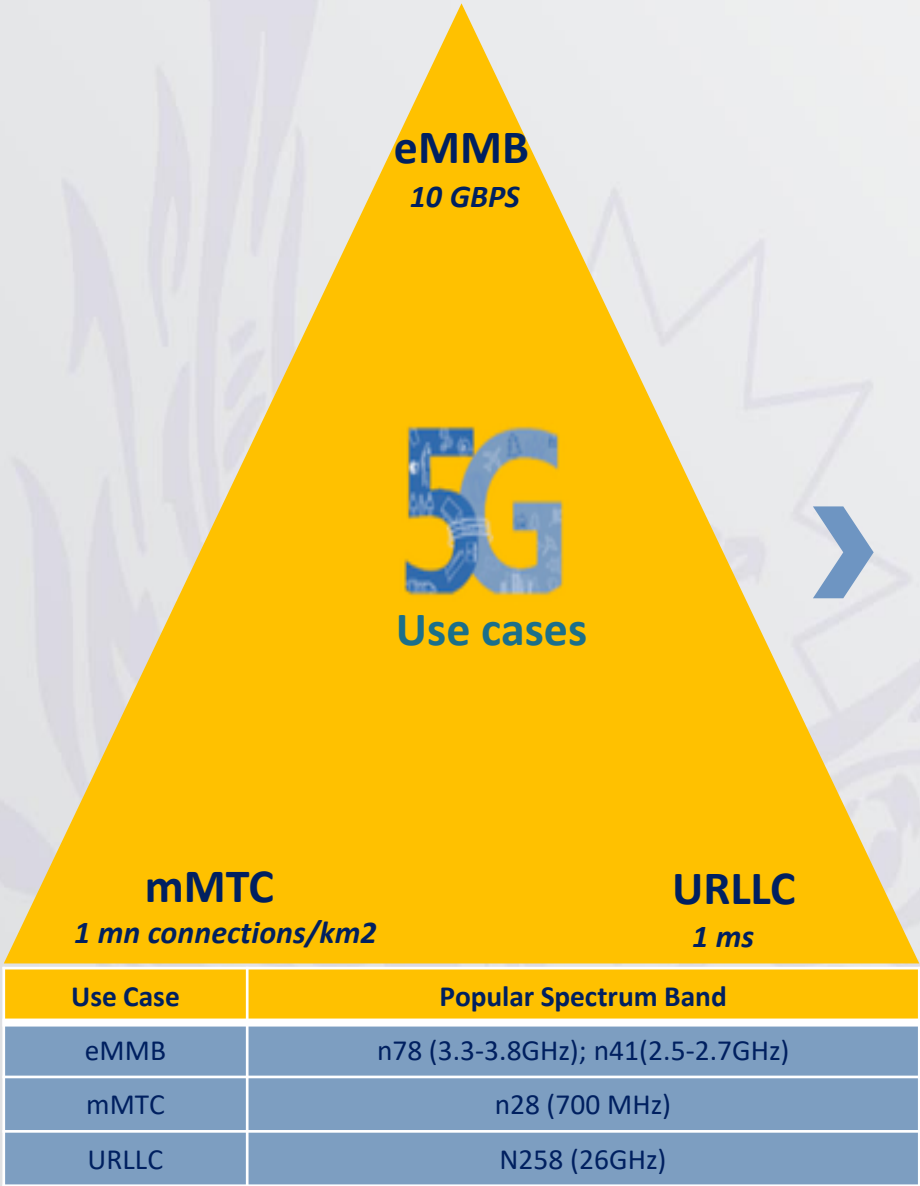 eMMB
10 GBPS
5G
Use cases
mMTC
1 mn connections/km2
URLLC
1 ms
Use Case Popular Spectrum Band
eMMB n78 (3.3-3.8GHz); n41(2.5-2.7GHz)
mMTC n28 (700 MHz)
URLLC N258 (26GHz)